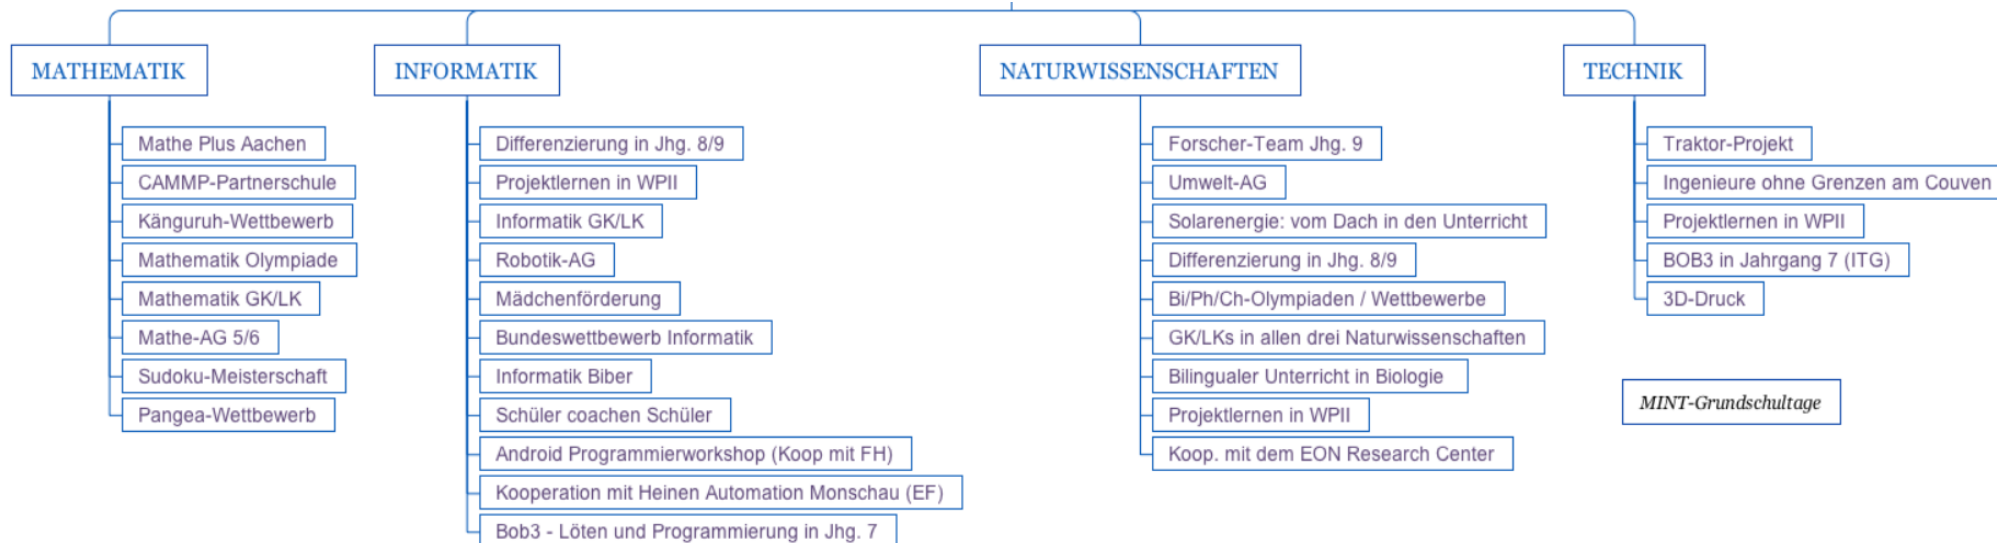 MATHEMATIK
Mathe Plus Aachen
CAMMP-Partnerschule
Känguruh-Wettbewerb
Mathematik Olympiade
Mathematik GK/LK
Mathe-AG 5/6
Sudoku-Meisterschaft
Pangea-Wettbewerb
INFORMATIK
Differenzierung in Jhg. 8/9
Projektlernen in WPII
Informatik GK/LK
Robotik-AG
Mädchenförderung
Bundeswettbewerb Informatik
Informatik Biber
Schüler coachen Schüler
Android Programmierworkshop (Koop mit FH)
Kooperation mit Heinen Automation Monschau (EF)
Bob3 - Löten und Programmierung in Jhg. 7
NATURWISSENSCHAFTEN
Forscher-Team Jhg. 9
Umwelt-AG
Solarenergie: vom Dach in den Unterricht
Differenzierung in Jhg. 8/9
Bi/Ph/Ch-Olympiaden / Wettbewerbe
GK/LKs in allen drei Naturwissenschaften
Bilingualer Unterricht in Biologie
Projektlernen in WPII
Koop. mit dem EON Research Center
TECHNIK
Traktor-Projekt
Ingenieure ohne Grenzen am Couven
Projektlernen in WPII
BOB3 in Jahrgang 7 (ITG)
3D-Druck
MINT-Grundschultage